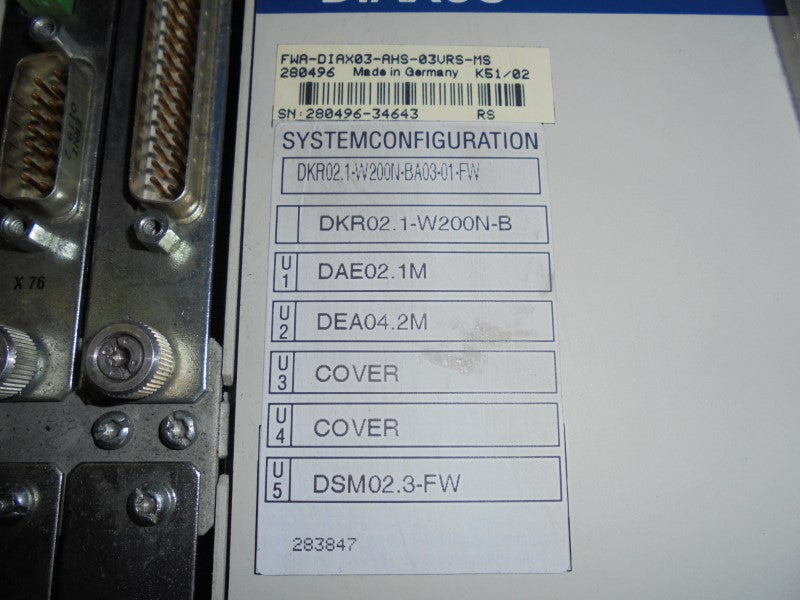 DIAX03
FWA-DIAX03-AHS-03VRS-MS
280496 Made in Germany K51/02
SN:280496-34643 RS
SYSTEMCONFIGURATION
DKR02.1-W200N-BA03-01-FW
DKR02.1-W200N-B
U1 DAE02.1M
U2 DEA04.2M
U3 COVER
U4 COVER
U5 DSM02.3-FW
283847
X 76